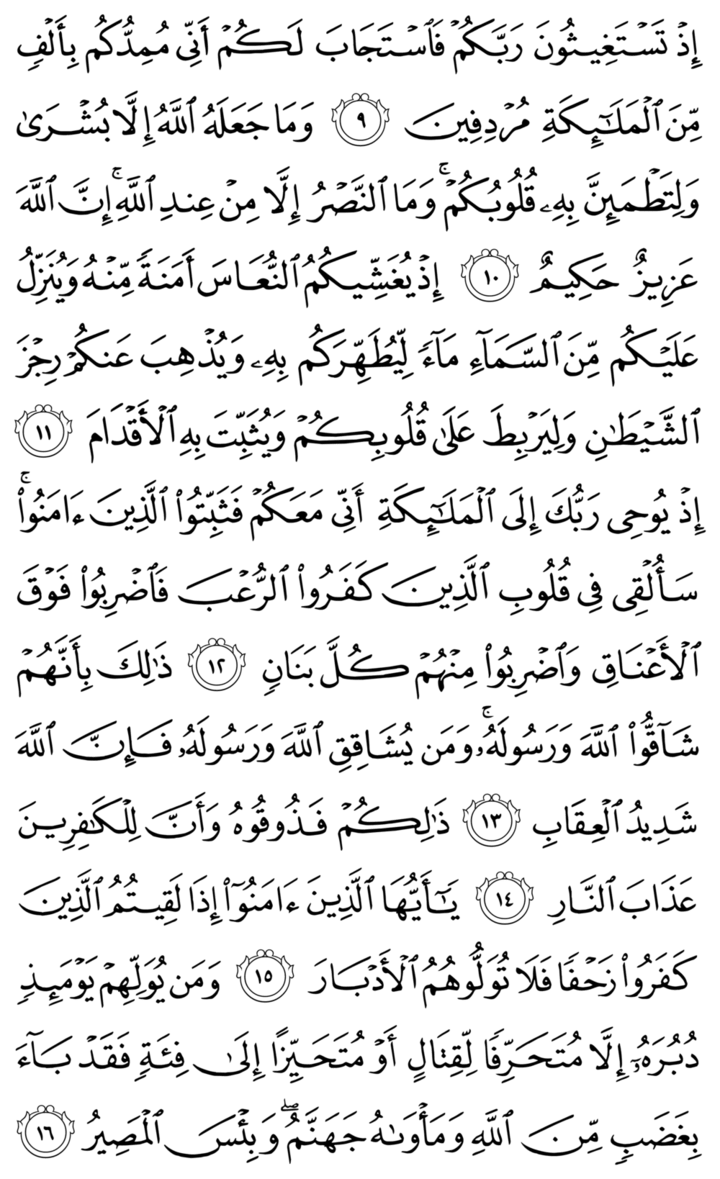 إِذْ تَسْتَغِيثُونَ رَبَّكُمْ فَٱسْتَجَابَ لَكُمْ أَنِّى مُمِدُّكُم بِأَلْفٍ
مِّنَ ٱلْمَلَـٰٓئِكَةِ مُرْدِفِينَ ٩ وَمَا جَعَلَهُ ٱللَّهُ إِلَّا بُشْرَىٰ
وَلِتَطْمَئِنَّ بِهِۦ قُلُوبُكُمْ ۚ وَمَا ٱلنَّصْرُ إِلَّا مِنْ عِندِ ٱللَّهِ ۚ إِنَّ ٱللَّهَ
عَزِيزٌ حَكِيمٌ ١٠ إِذْ يُغَشِّيكُمُ ٱلنُّعَاسَ أَمَنَةً مِّنْهُ وَيُنَزِّلُ
عَلَيْكُم مِّنَ ٱلسَّمَآءِ مَآءً لِّيُطَهِّرَكُم بِهِۦ وَيُذْهِبَ عَنكُمْ رِجْزَ
ٱلشَّيْطَـٰنِ وَلِيَرْبِطَ عَلَىٰ قُلُوبِكُمْ وَيُثَبِّتَ بِهِ ٱلْأَقْدَامَ ١١
إِذْ يُوحِى رَبُّكَ إِلَى ٱلْمَلَـٰٓئِكَةِ أَنِّى مَعَكُمْ فَثَبِّتُوا۟ ٱلَّذِينَ ءَامَنُوا۟ ۚ
سَأُلْقِى فِى قُلُوبِ ٱلَّذِينَ كَفَرُوا۟ ٱلرُّعْبَ فَٱضْرِبُوا۟ فَوْقَ
ٱلْأَعْنَاقِ وَٱضْرِبُوا۟ مِنْهُمْ كُلَّ بَنَانٍ ١٢ ذَٰلِكَ بِأَنَّهُمْ
شَآقُّوا۟ ٱللَّهَ وَرَسُولَهُۥ ۚ وَمَن يُشَاقِقِ ٱللَّهَ وَرَسُولَهُۥ فَإِنَّ ٱللَّهَ
شَدِيدُ ٱلْعِقَابِ ١٣ ذَٰلِكُمْ فَذُوقُوهُ وَأَنَّ لِلْكَـٰفِرِينَ
عَذَابَ ٱلنَّارِ ١٤ يَـٰٓأَيُّهَا ٱلَّذِينَ ءَامَنُوٓا۟ إِذَا لَقِيتُمُ ٱلَّذِينَ
كَفَرُوا۟ زَحْفًا فَلَا تُوَلُّوهُمُ ٱلْأَدْبَارَ ١٥ وَمَن يُوَلِّهِمْ يَوْمَئِذٍ
دُبُرَهُۥٓ إِلَّا مُتَحَرِّفًا لِّقِتَالٍ أَوْ مُتَحَيِّزًا إِلَىٰ فِئَةٍ فَقَدْ بَآءَ
بِغَضَبٍ مِّنَ ٱللَّهِ وَمَأْوَىٰهُ جَهَنَّمُ ۖ وَبِئْسَ ٱلْمَصِيرُ ١٦